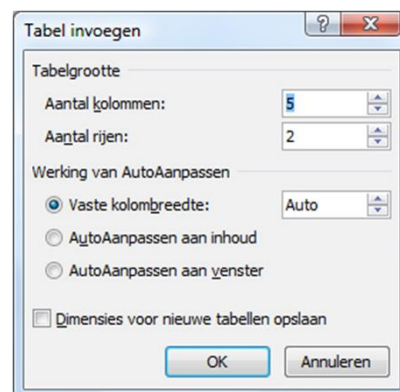 Tabel invoegen
Tabelgrootte
Aantal kolommen: 5
Aantal rijen: 2
Werking van AutoAanpassen
Vaste kolombreedte: Auto
AutoAanpassen aan inhoud
AutoAanpassen aan venster
Dimensies voor nieuwe tabellen opslaan
OK Annuleren